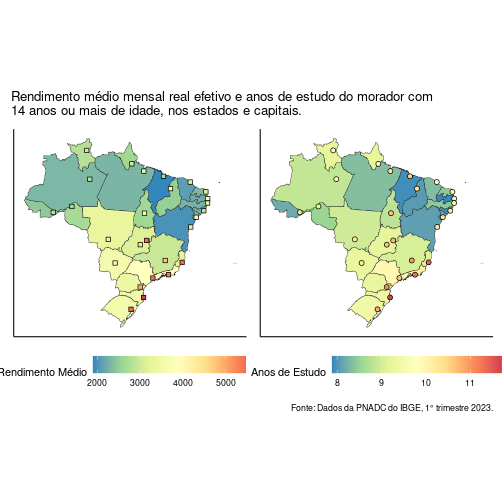 Rendimento médio mensal real efetivo e anos de estudo do morador com
14 anos ou mais de idade, nos estados e capitais.
Rendimento Médio
2000 3000 4000 5000
Anos de Estudo
8 9 10 11
Fonte: Dados da PNADC do IBGE, 1° trimestre 2023.